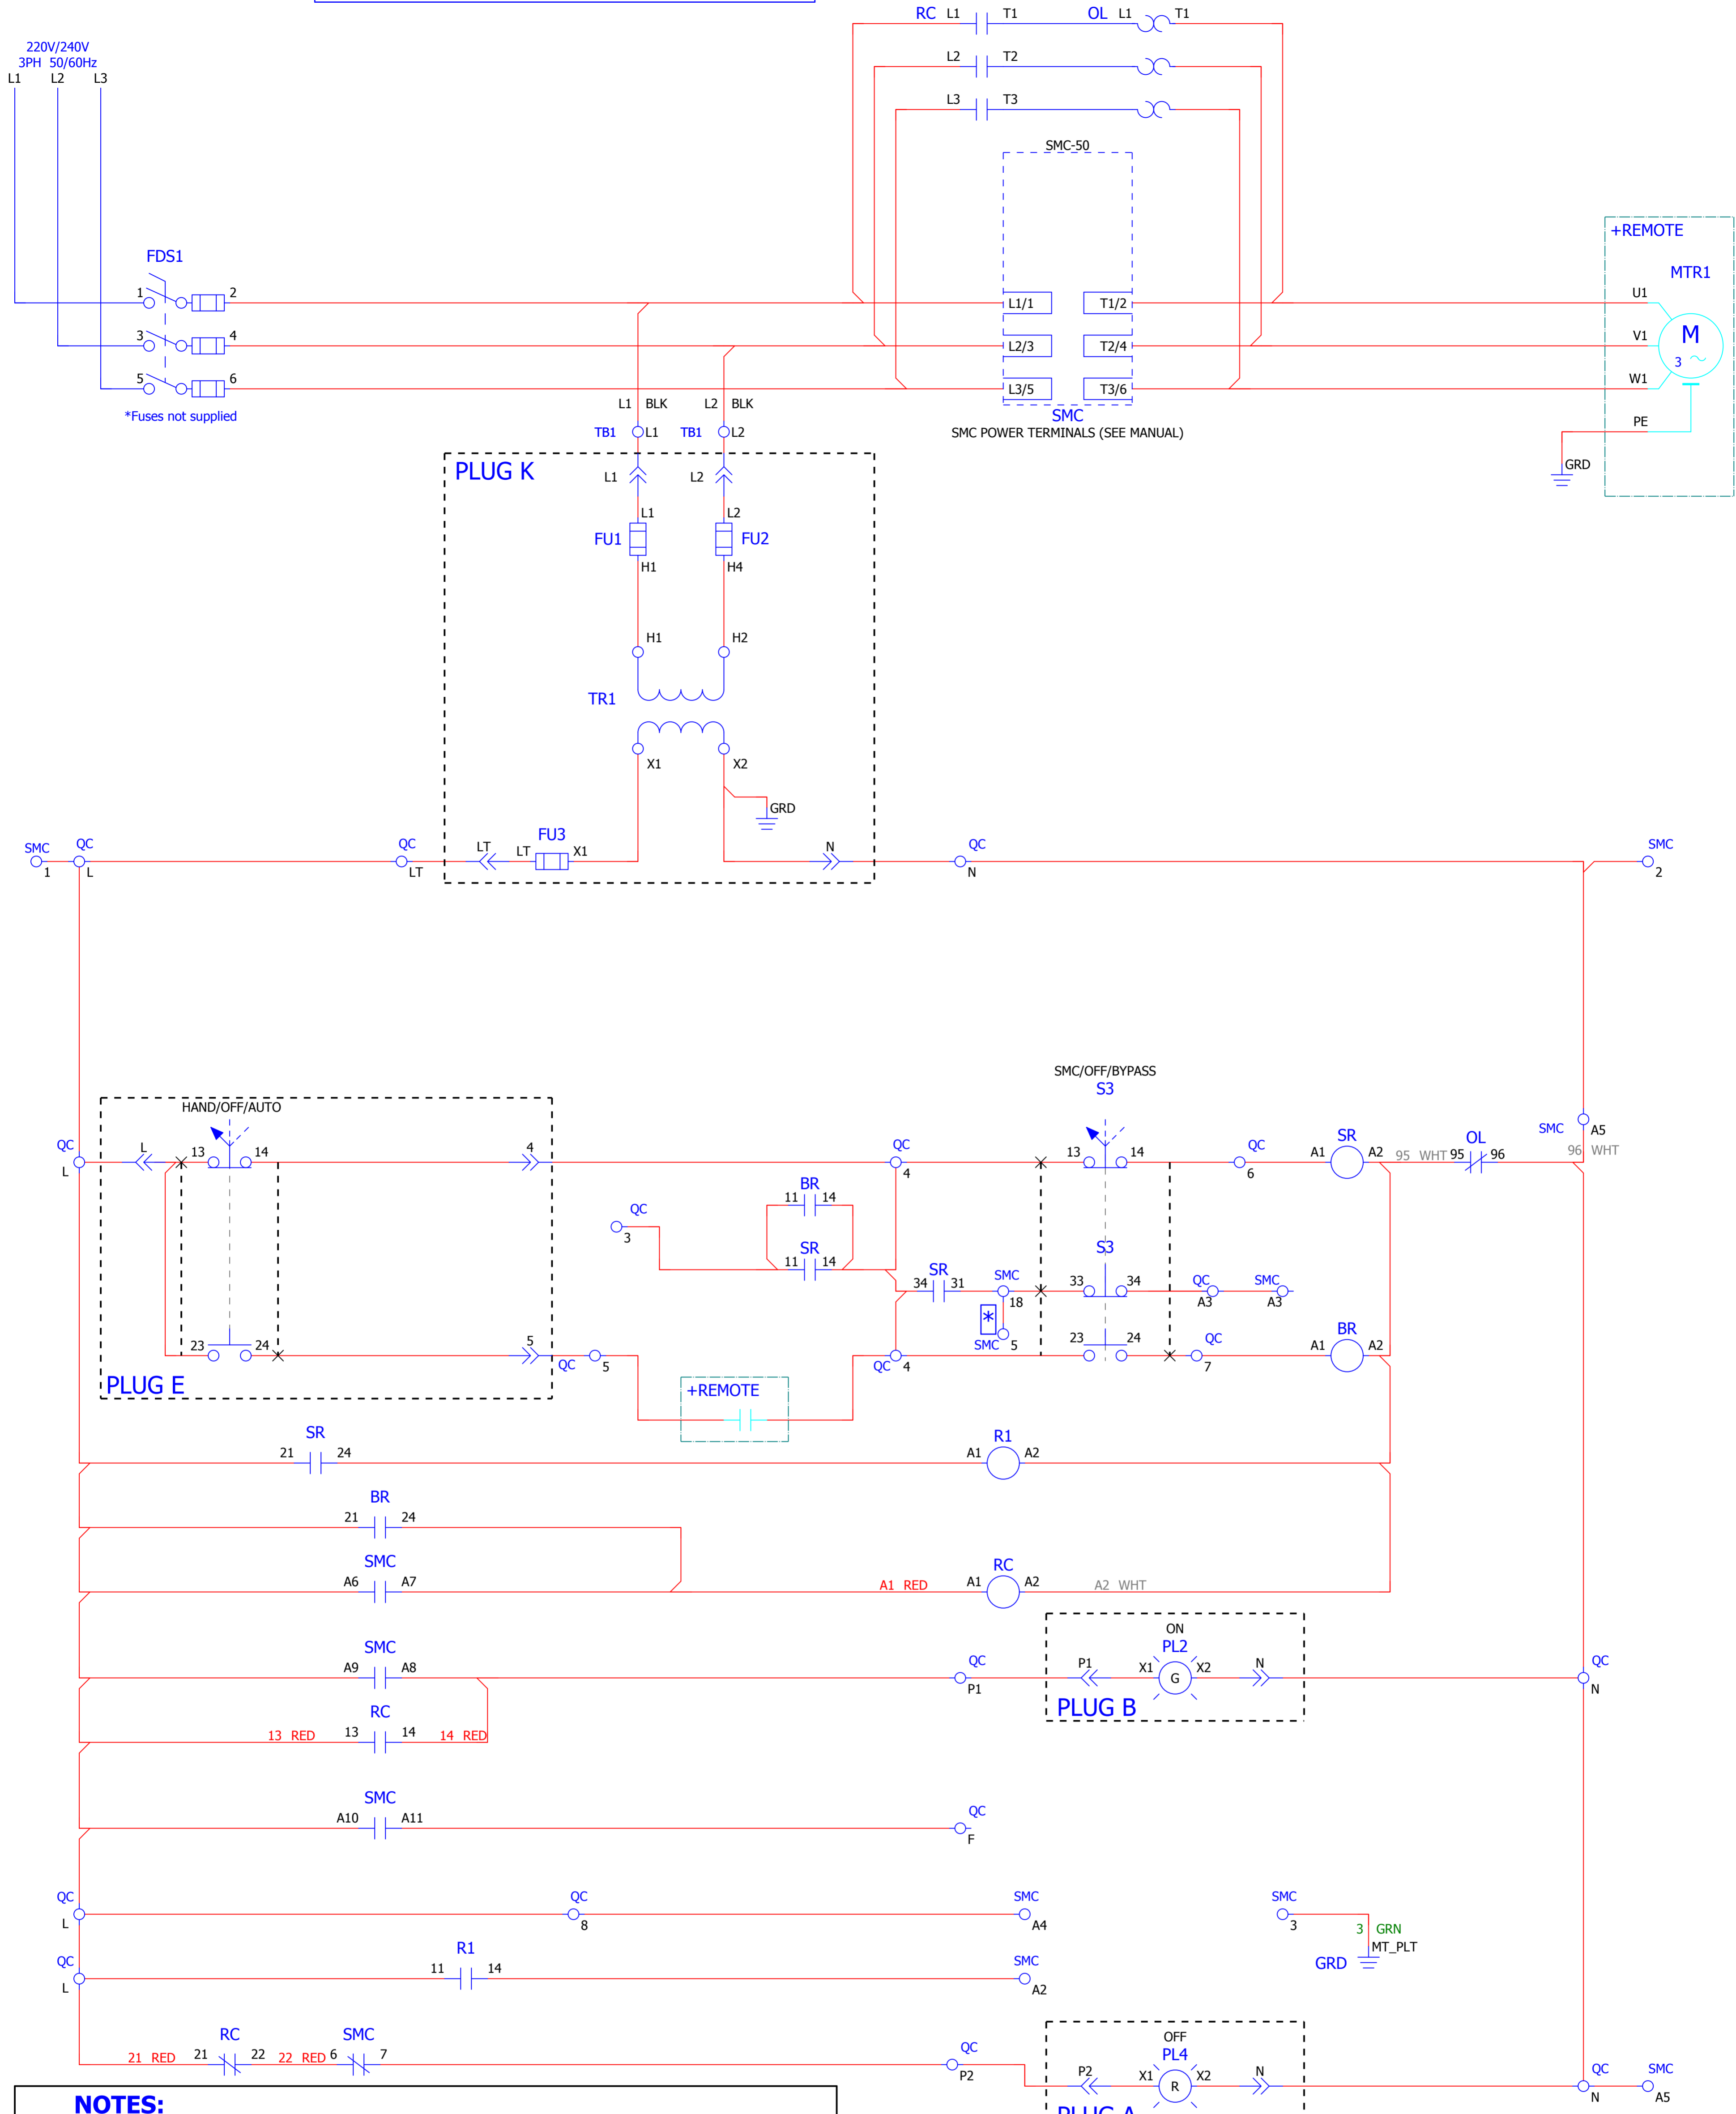 RC L1 T1 OL L1 T1
220V/240V
3PH 50/60Hz
L1 L2 L3
L2 T2
L3 T3
SMC-50
+REMOTE
MTR1
FDS1
1 2
L1/1 T1/2
U1
3 4
L2/3 T2/4
V1
M
3
5 6
L3/5 T3/6
W1
*Fuses not supplied
L1 BLK L2 BLK
SMC
SMC POWER TERMINALS (SEE MANUAL)
PE
TB1 L1 TB1 L2
GRD
PLUG K
L1 L2
L1 L2
FU1 FU2
H1 H4
H1 H2
TR1
X1 X2
GRD
FU3
SMC QC QC LT LT X1 N QC SMC
1 L LT N 2
SMC/OFF/BYPASS
S3
HAND/OFF/AUTO
SMC A5
QC L 13 14 4 QC 13 14 QC SR OL
A1 A2 95 WHT 95 96 96 WHT
L 4 6
BR
11 14
QC
3
SR
11 14
S3
SR
34 31 SMC 33 34 QC SMC
18 A3 A3
*
SMC 5
23 24 5 QC 5 QC 4 23 24 QC 7 BR A1 A2
PLUG E
+REMOTE
SR
21 24
R1
A1 A2
BR
21 24
SMC
A6 A7
RC
A1 RED A1 A2 A2 WHT
ON
PL2
SMC
A9 A8
QC
P1
P1 X1 G X2 N
QC
N
PLUG B
RC
13 RED 13 14 14 RED
SMC
A10 A11
QC
F
QC QC SMC SMC
L 8 A4 3
3 GRN
MT_PLT
GRD
QC R1 SMC
L 11 14 A2
OFF
PL4
RC SMC
21 RED 21 22 22 RED 6 7
QC
P2
P2 X1 R X2 N
QC SMC
N A5
PLUG A
NOTES: